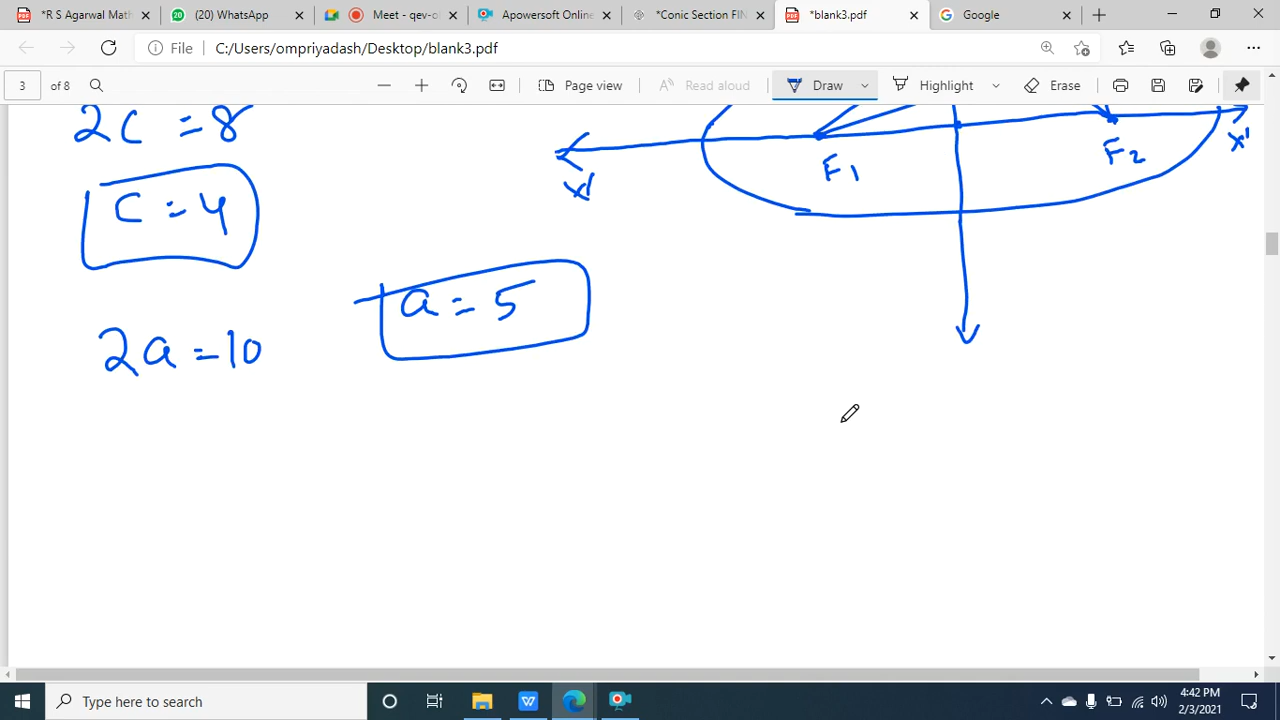 *R S Agarwal Math
(20) WhatsApp
Meet - qev-o
Apowersoft Online
*Conic Section FIN
*blank3.pdf
Google
File
C:/Users/ompriyadash/Desktop/blank3.pdf
3 of 8
Page view
Read aloud
Draw
Highlight
Erase
2c = 8
c = 4
a = 5
2a = 10
F1
F2
x'
x'
Type here to search
4:42 PM
2/3/2021